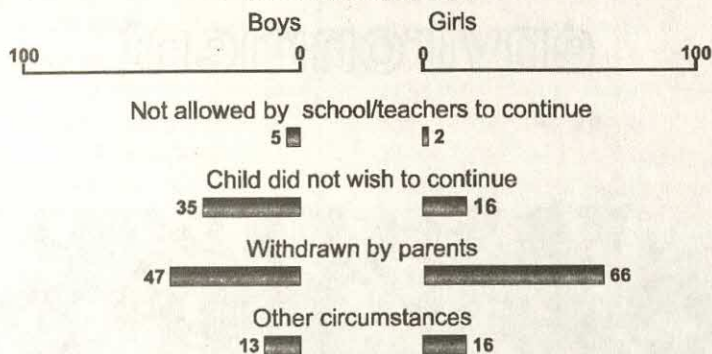 Boys Girls
100 0 0 100
Not allowed by school/teachers to continue
5 2
Child did not wish to continue
35 16
Withdrawn by parents
47 66
Other circumstances
13 16